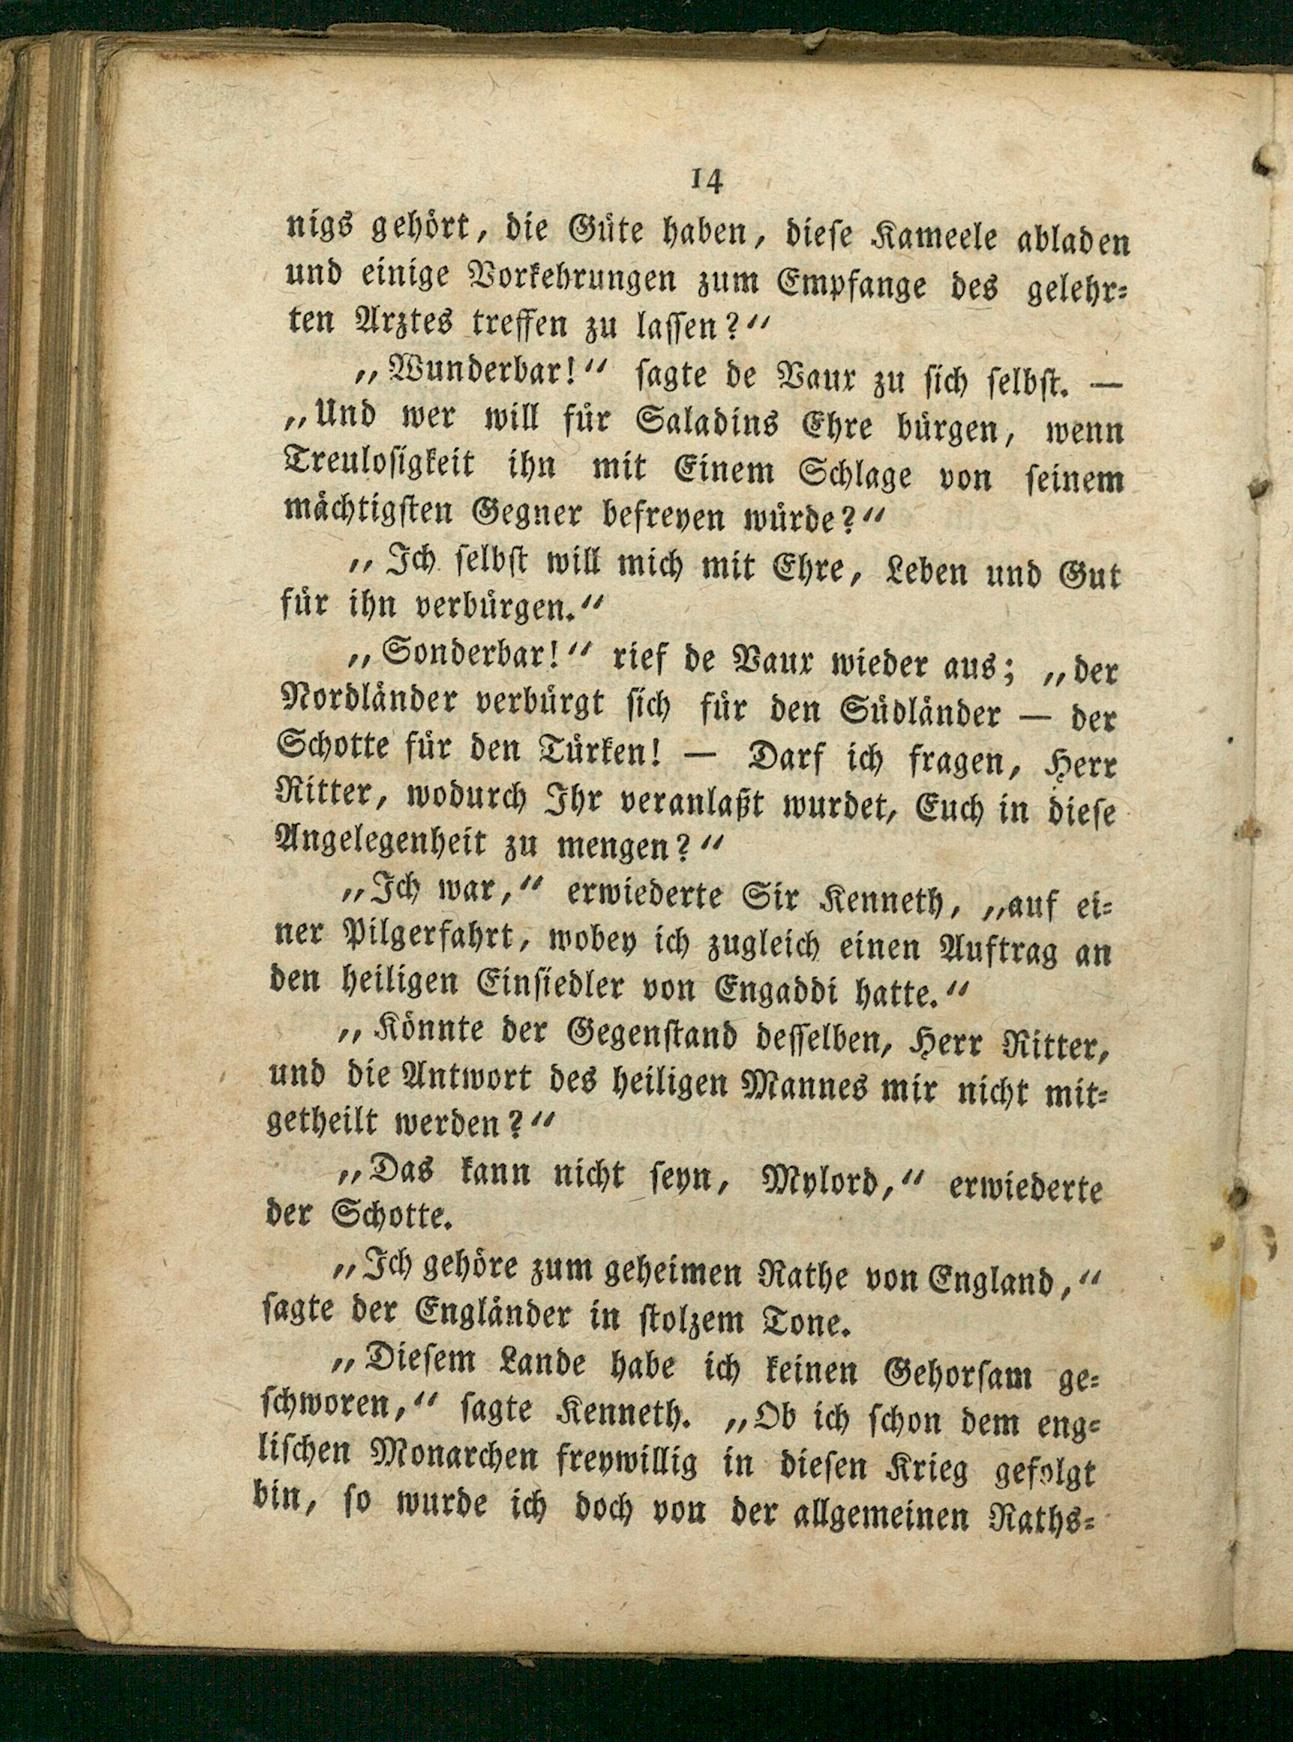 14
nigs gehört, die Güte haben, diese Kameele abladen
und einige Vorkehrungen zum Empfange des gelehr=
ten Arztes treffen zu lassen?“
„Wunderbar!“ sagte de Vaux zu sich selbst. —
„Und wer will für Saladins Ehre bürgen, wenn
Treulosigkeit ihn mit Einem Schlage von seinem
mächtigsten Gegner befreyen würde?“
„Ich selbst will mich mit Ehre, Leben und Gut
für ihn verbürgen.“
„Sonderbar!“ rief de Vaux wieder aus; „der
Nordländer verbürgt sich für den Südländer — der
Schotte für den Türken! — Darf ich fragen, Herr
Ritter, wodurch Ihr veranlaßt wurdet, Euch in diese
Angelegenheit zu mengen?“
„Ich war,“ erwiederte Sir Kenneth, „auf ei=
ner Pilgerfahrt, wobey ich zugleich einen Auftrag an
den heiligen Einsiedler von Engaddi hatte.“
„Könnte der Gegenstand desselben, Herr Ritter,
und die Antwort des heiligen Mannes mir nicht mit=
getheilt werden?“
„Das kann nicht seyn, Mylord,“ erwiederte
der Schotte.
„Ich gehöre zum geheimen Rathe von England,“
sagte der Engländer in stolzem Tone.
„Diesem Lande habe ich keinen Gehorsam ge=
schworen,“ sagte Kenneth. „Ob ich schon dem eng=
lischen Monarchen freywillig in diesen Krieg gefolgt
bin, so wurde ich doch von der allgemeinen Raths=